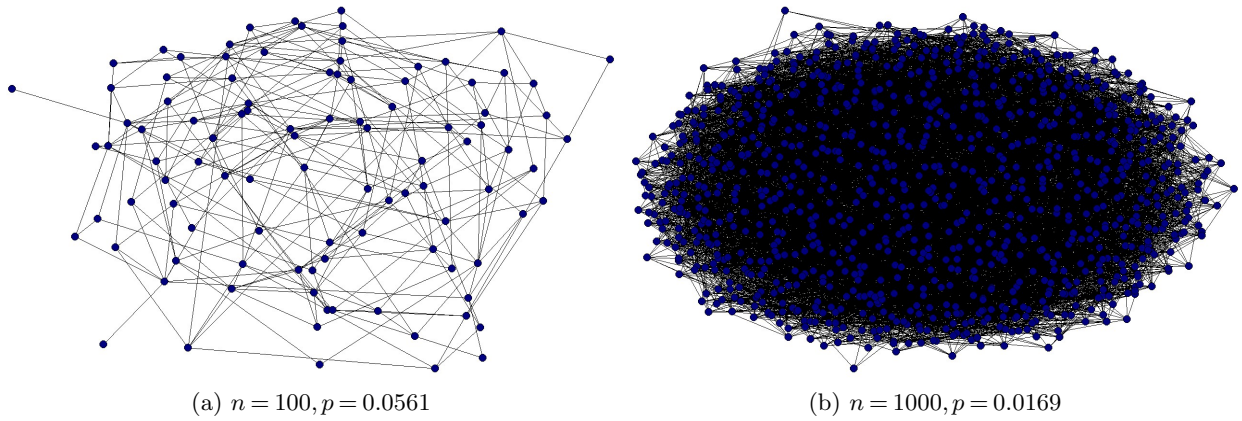 (a) n = 100, p = 0.0561
(b) n = 1000, p = 0.0169